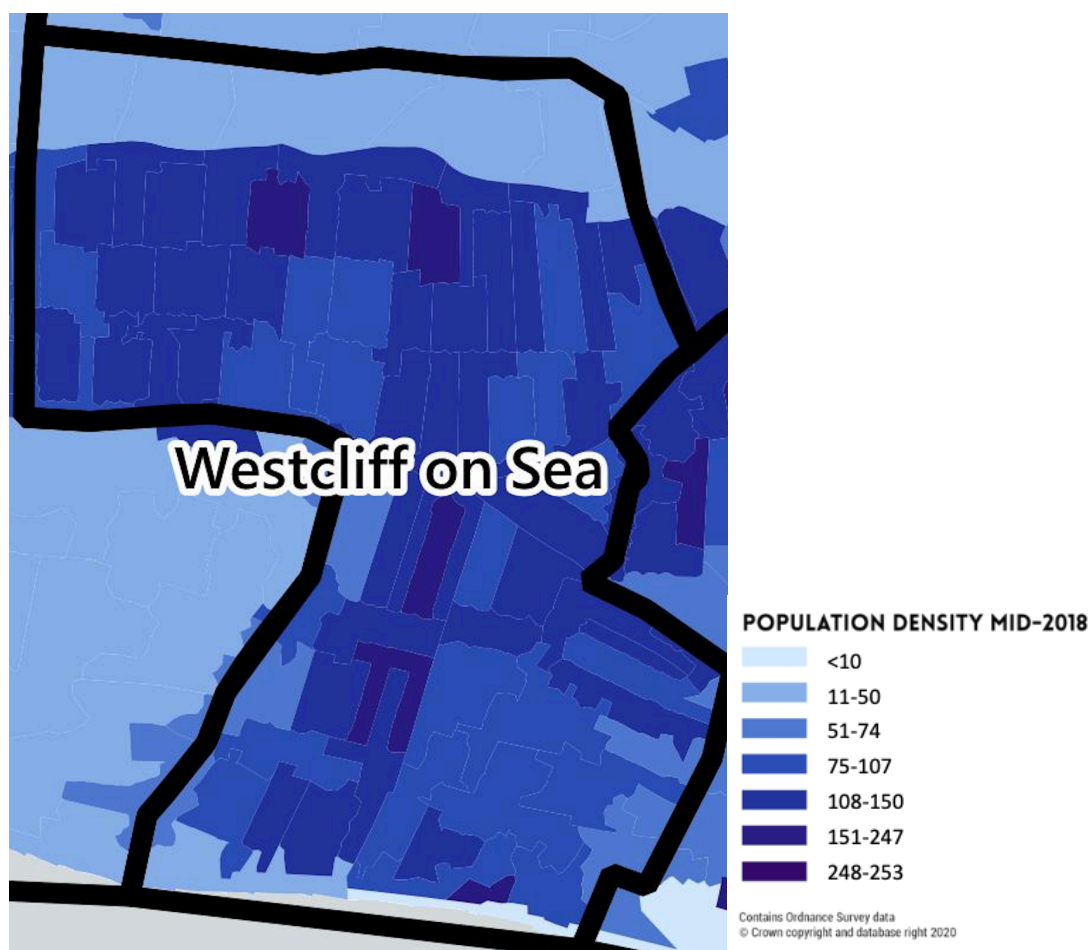 Westcliff on Sea
POPULATION DENSITY MID-2018
<10
11-50
51-74
75-107
108-150
151-247
248-253
Contains Ordnance Survey data
© Crown copyright and database right 2020